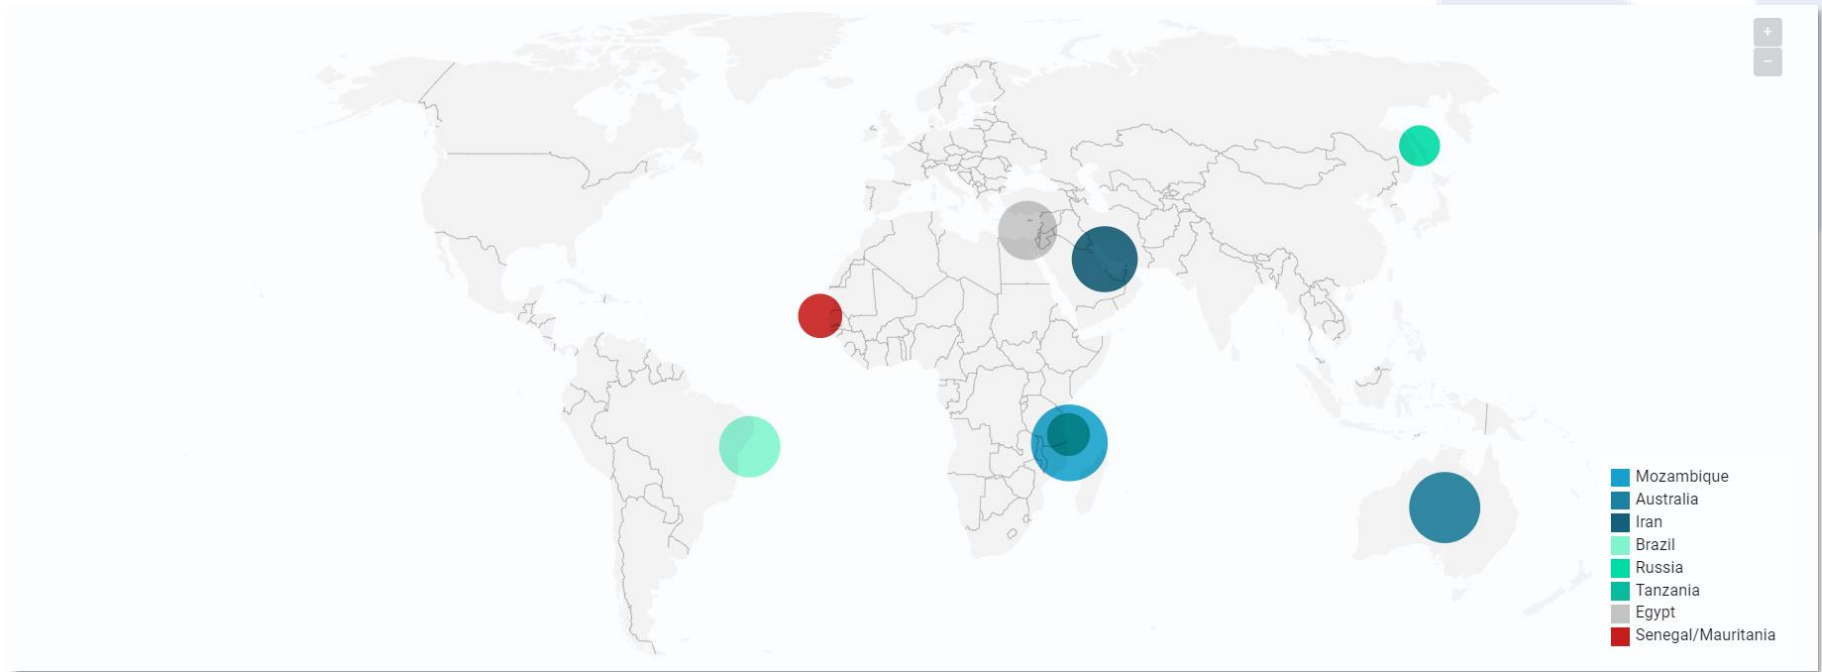 +
−
Mozambique
Australia
Iran
Brazil
Russia
Tanzania
Egypt
Senegal/Mauritania